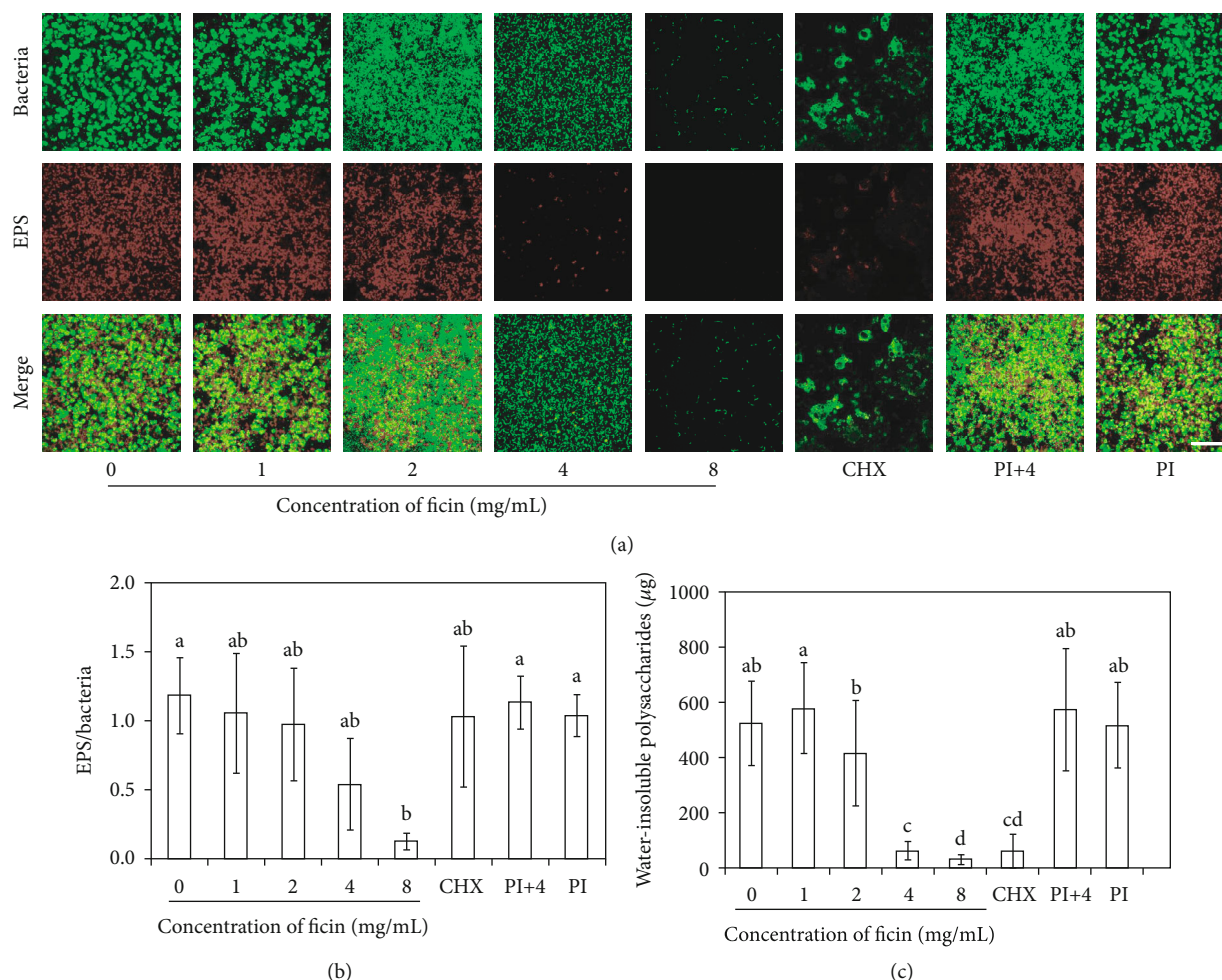 Bacteria
EPS
Merge
0 1 2 4 8 CHX PI+4 PI
Concentration of ficin (mg/mL)
(a)
2.0
1.5
1.0
0.5
0.0
EPS/bacteria
a ab ab ab b ab a a
0 1 2 4 8 CHX PI+4 PI
Concentration of ficin (mg/mL)
(b)
1000
800
600
400
200
0
Water-insoluble polysaccharides (μg)
ab a b c d cd ab ab
0 1 2 4 8 CHX PI+4 PI
Concentration of ficin (mg/mL)
(c)